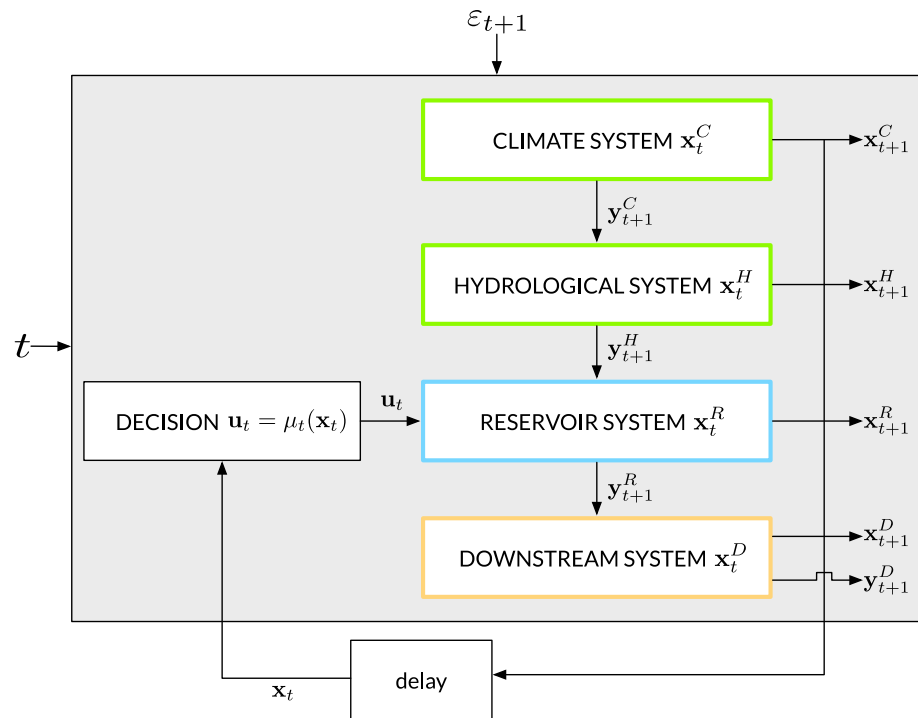 ε_{t+1}
CLIMATE SYSTEM x_t^C
x_{t+1}^C
y_{t+1}^C
HYDROLOGICAL SYSTEM x_t^H
x_{t+1}^H
y_{t+1}^H
t
DECISION u_t = μ_t(x_t)
u_t
RESERVOIR SYSTEM x_t^R
x_{t+1}^R
y_{t+1}^R
DOWNSTREAM SYSTEM x_t^D
x_{t+1}^D
y_{t+1}^D
x_t
delay